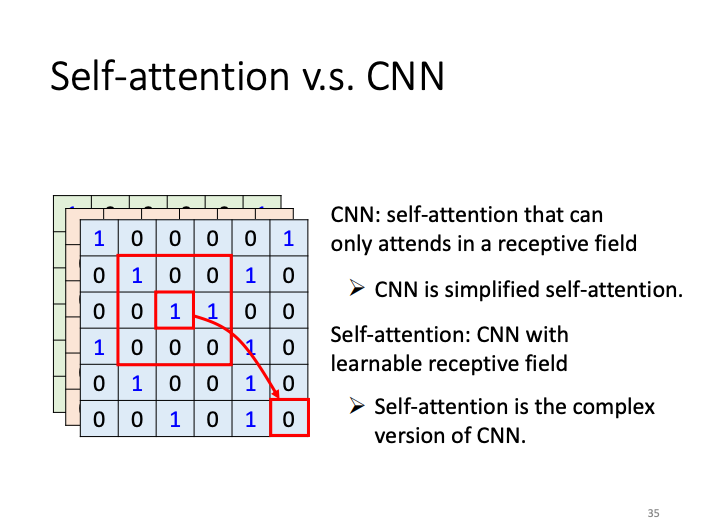 Self-attention v.s. CNN
1 0 0 0 0 1
0 1 0 0 1 0
0 0 1 1 0 0
1 0 0 0 1 0
0 1 0 0 1 0
0 0 1 0 1 0
CNN: self-attention that can
only attends in a receptive field
➢ CNN is simplified self-attention.
Self-attention: CNN with
learnable receptive field
➢ Self-attention is the complex
version of CNN.
35